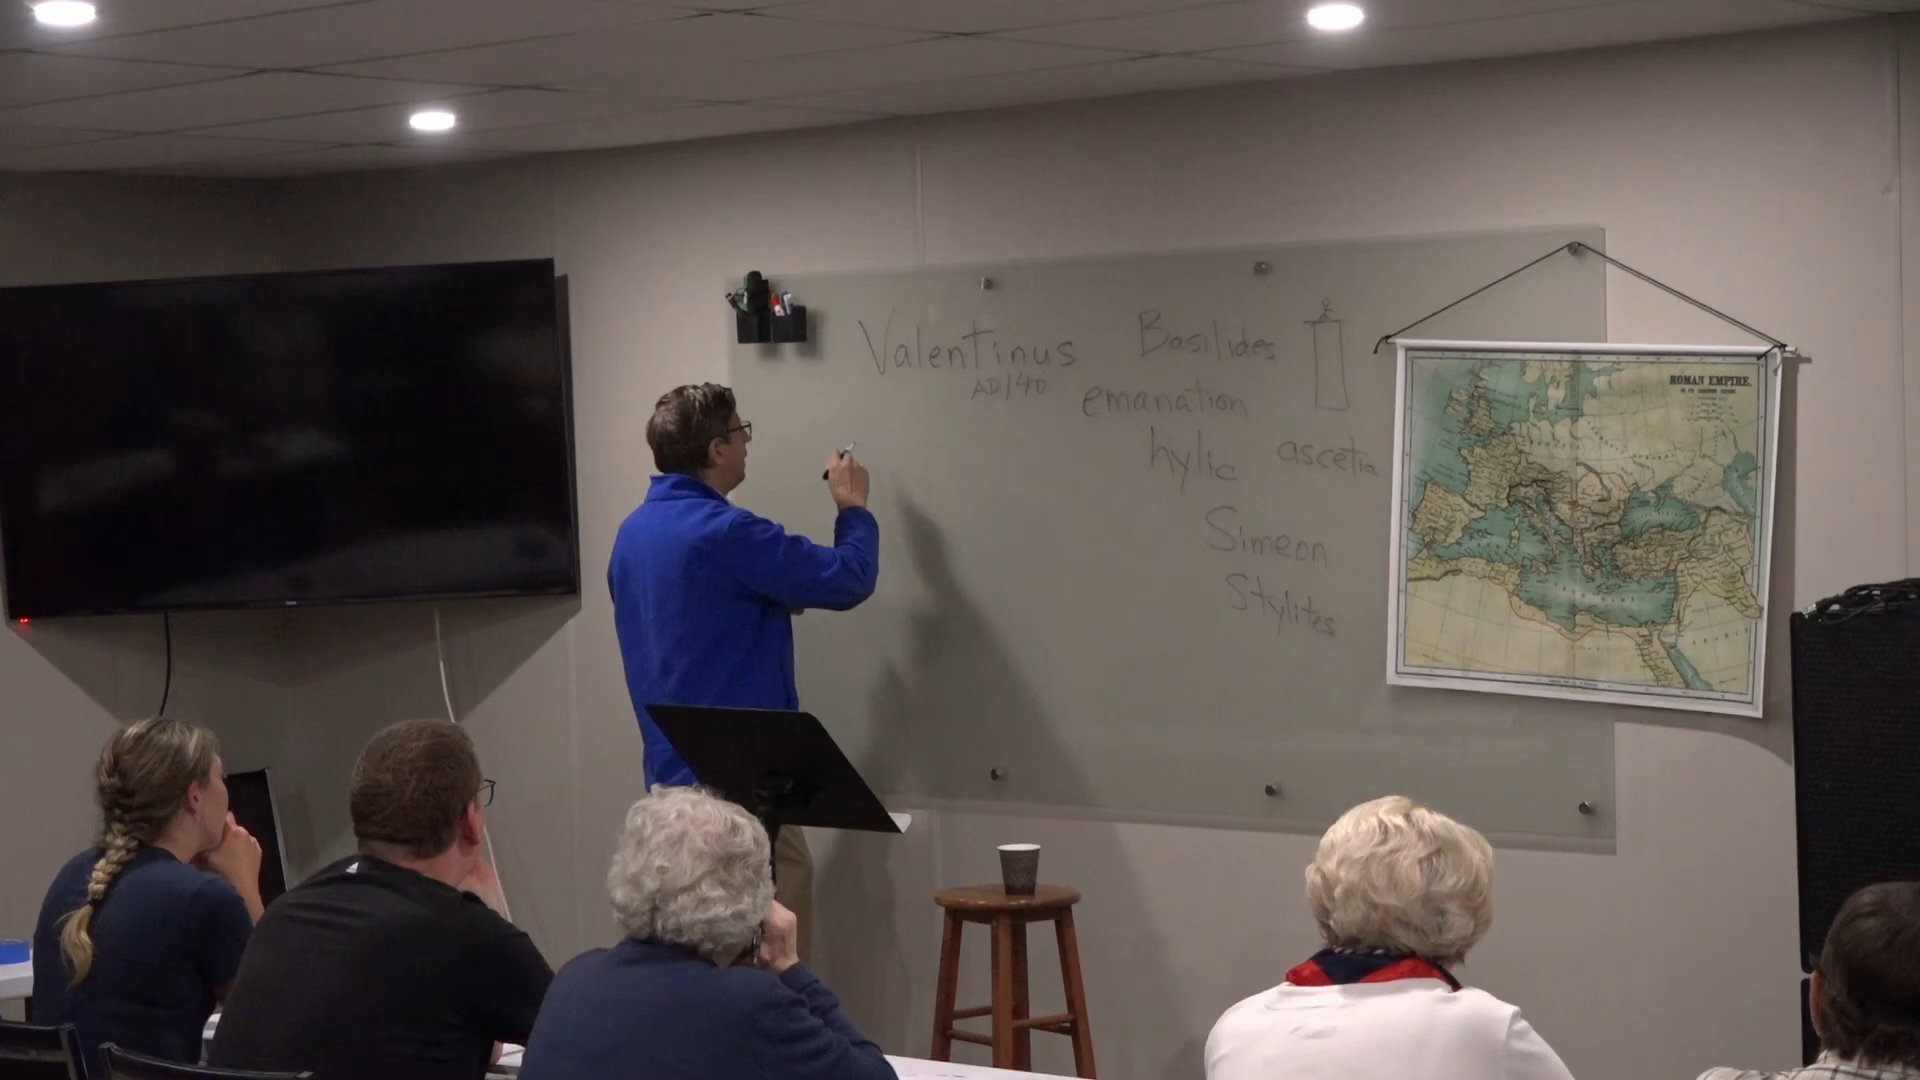 Valentinus
AD 140
Basilides
emanation
hylic
ascetic
Simeon
Stylites
ROMAN EMPIRE,